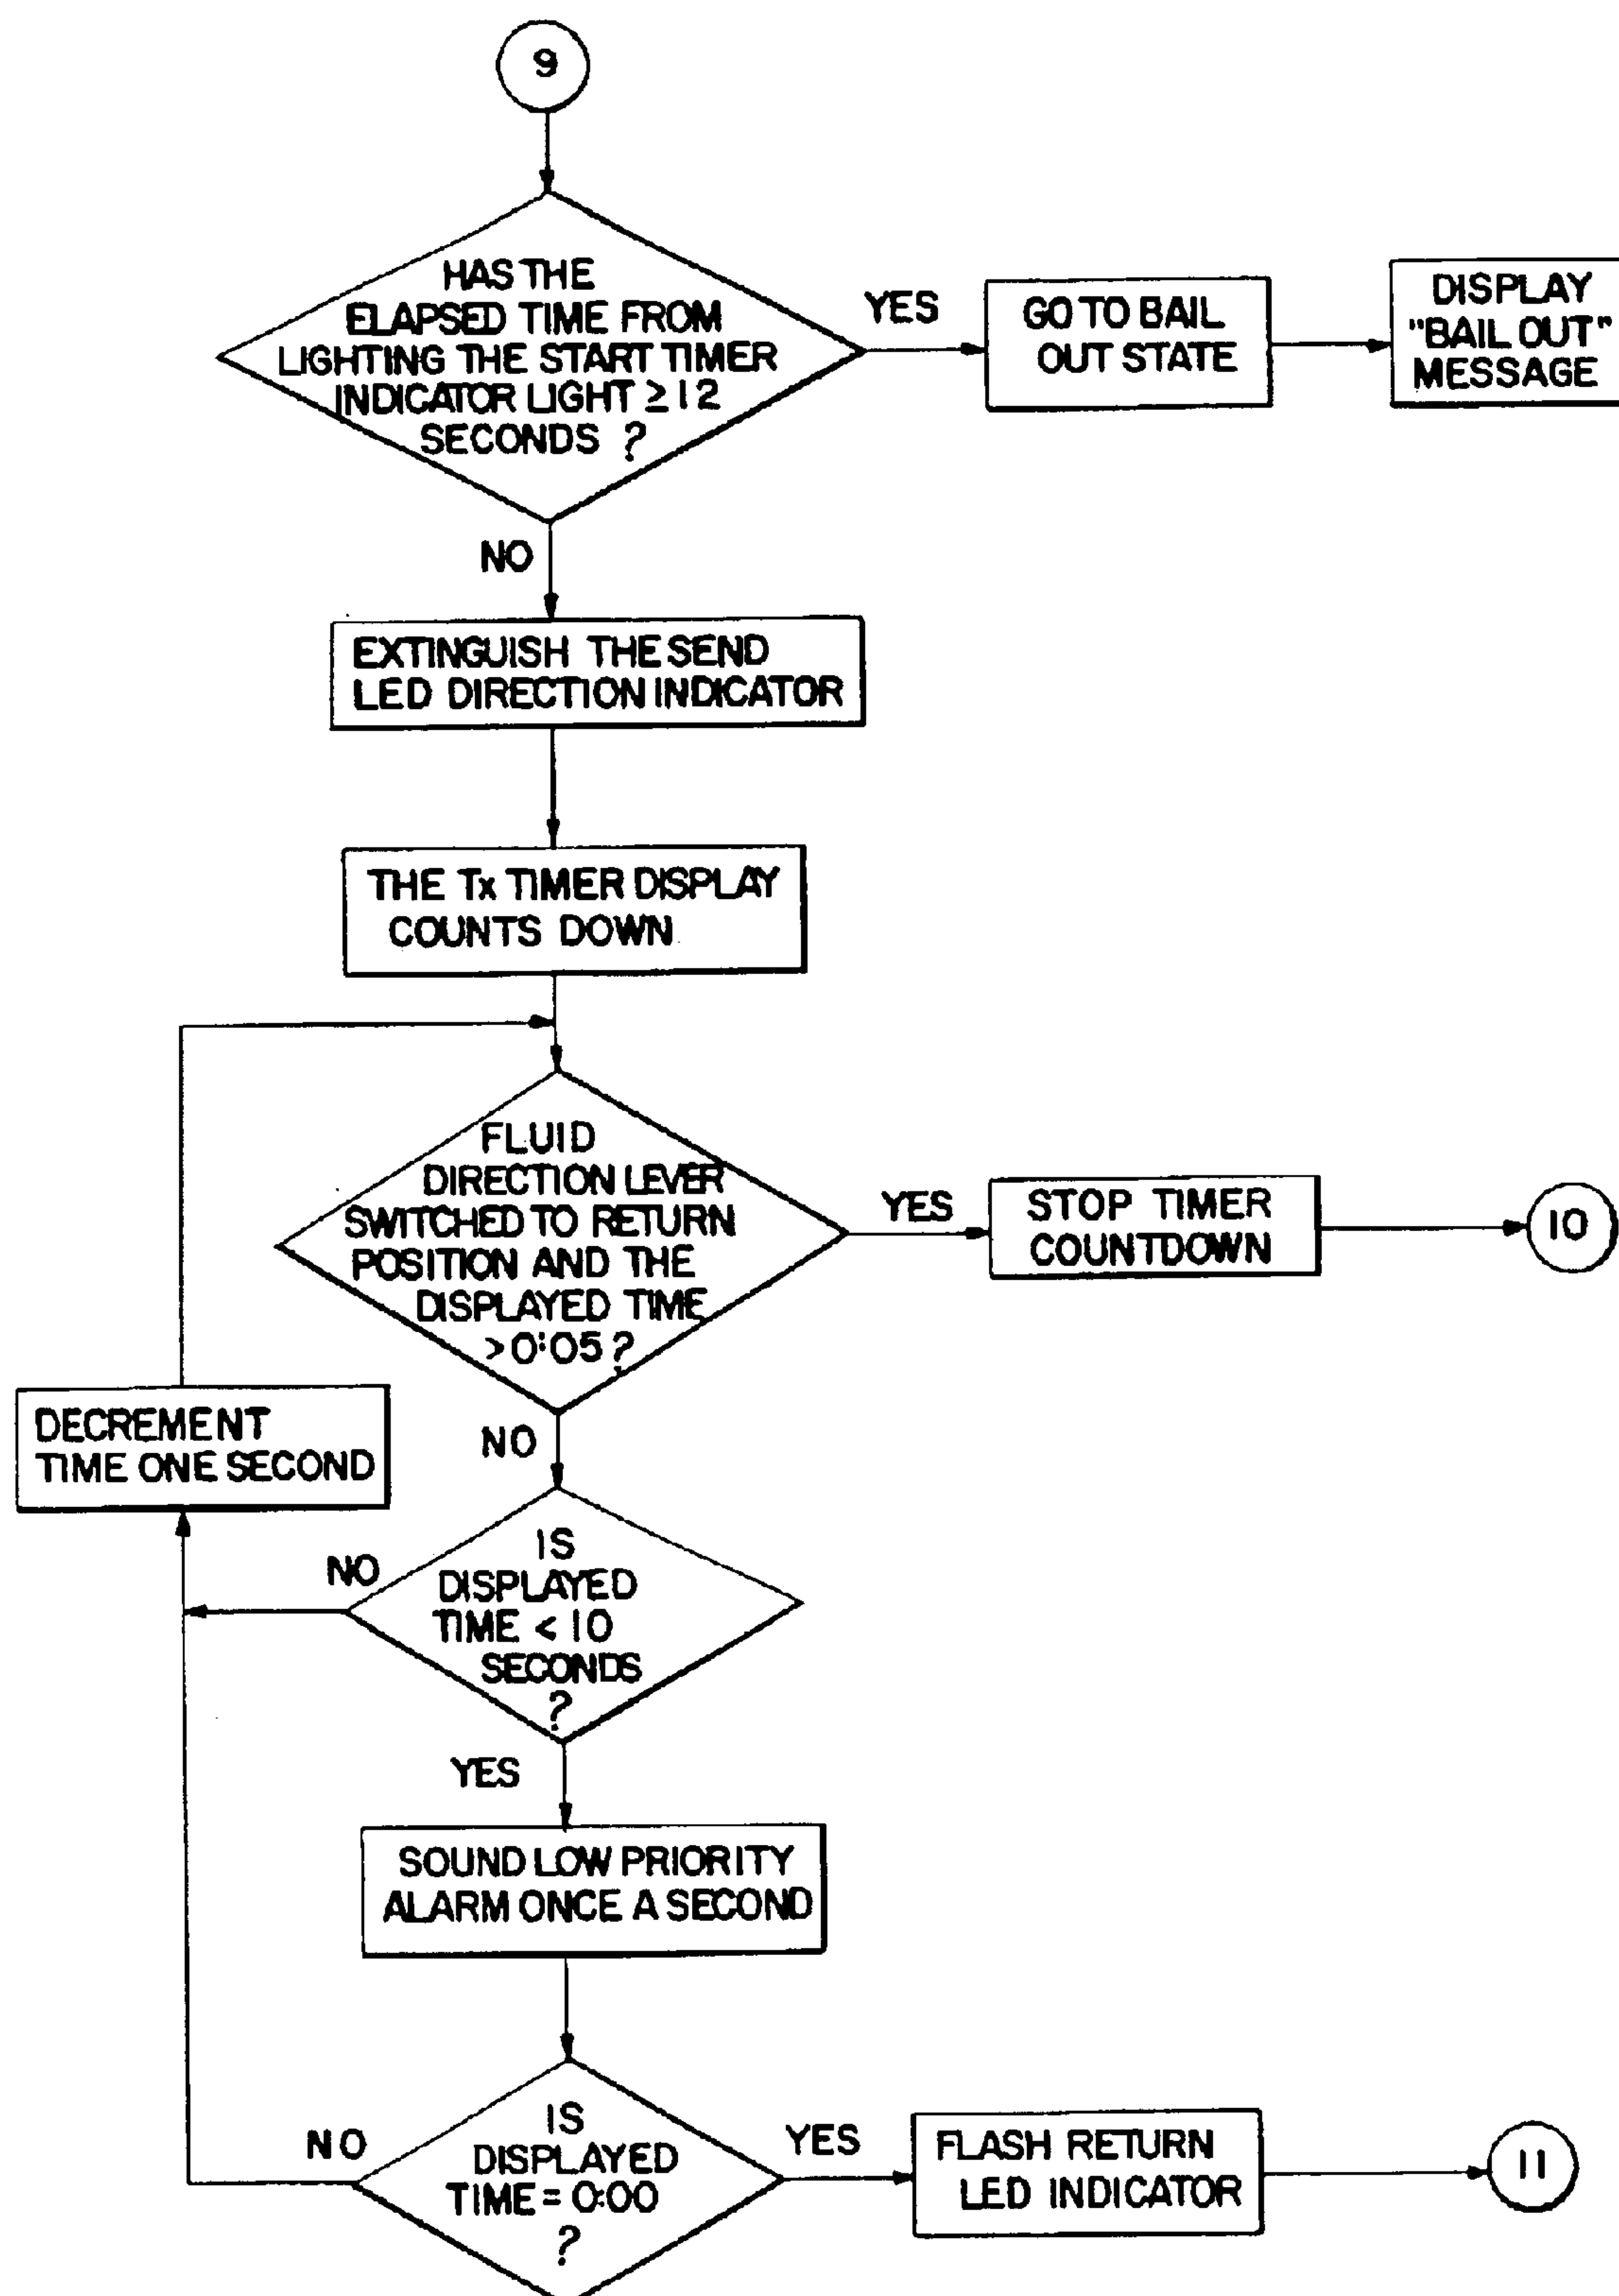 9
HAS THE
ELAPSED TIME FROM
LIGHTING THE START TIMER
INDICATOR LIGHT ≥ 12
SECONDS ?
YES
GO TO BAIL
OUT STATE
DISPLAY
"BAIL OUT"
MESSAGE
NO
EXTINGUISH THE SEND
LED DIRECTION INDICATOR
THE Tx TIMER DISPLAY
COUNTS DOWN
FLUID
DIRECTION LEVER
SWITCHED TO RETURN
POSITION AND THE
DISPLAYED TIME
>0:05?
YES
STOP TIMER
COUNTDOWN
10
DECREMENT
TIME ONE SECOND
NO
IS
DISPLAYED
TIME < 10
SECONDS
?
NO
YES
SOUND LOW PRIORITY
ALARM ONCE A SECOND
IS
DISPLAYED
TIME = 0:00
?
NO
YES
FLASH RETURN
LED INDICATOR
11